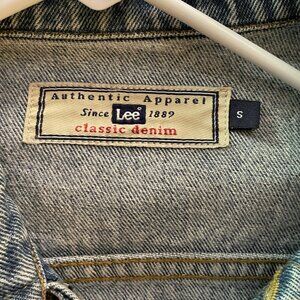 Authentic Apparel
Since Lee® 1889
classic denim
S